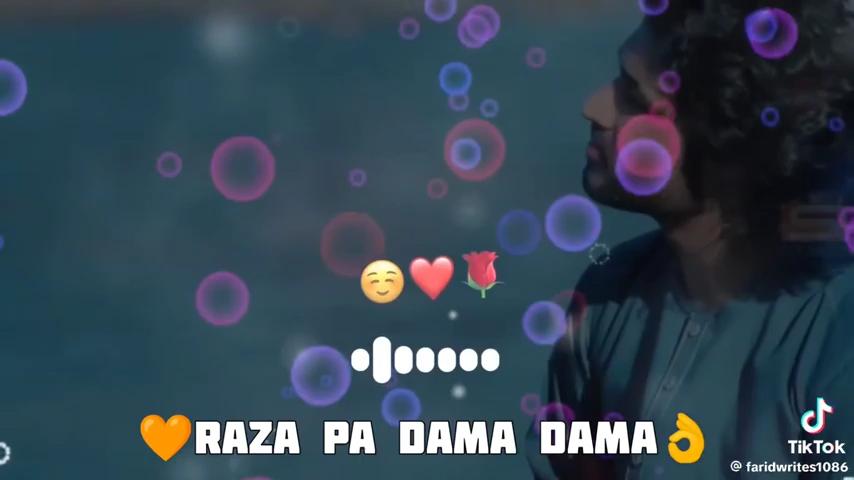 ☺️❤️🌹
🧡RAZA PA DAMA DAMA👌
TikTok
@ faridwrites1086